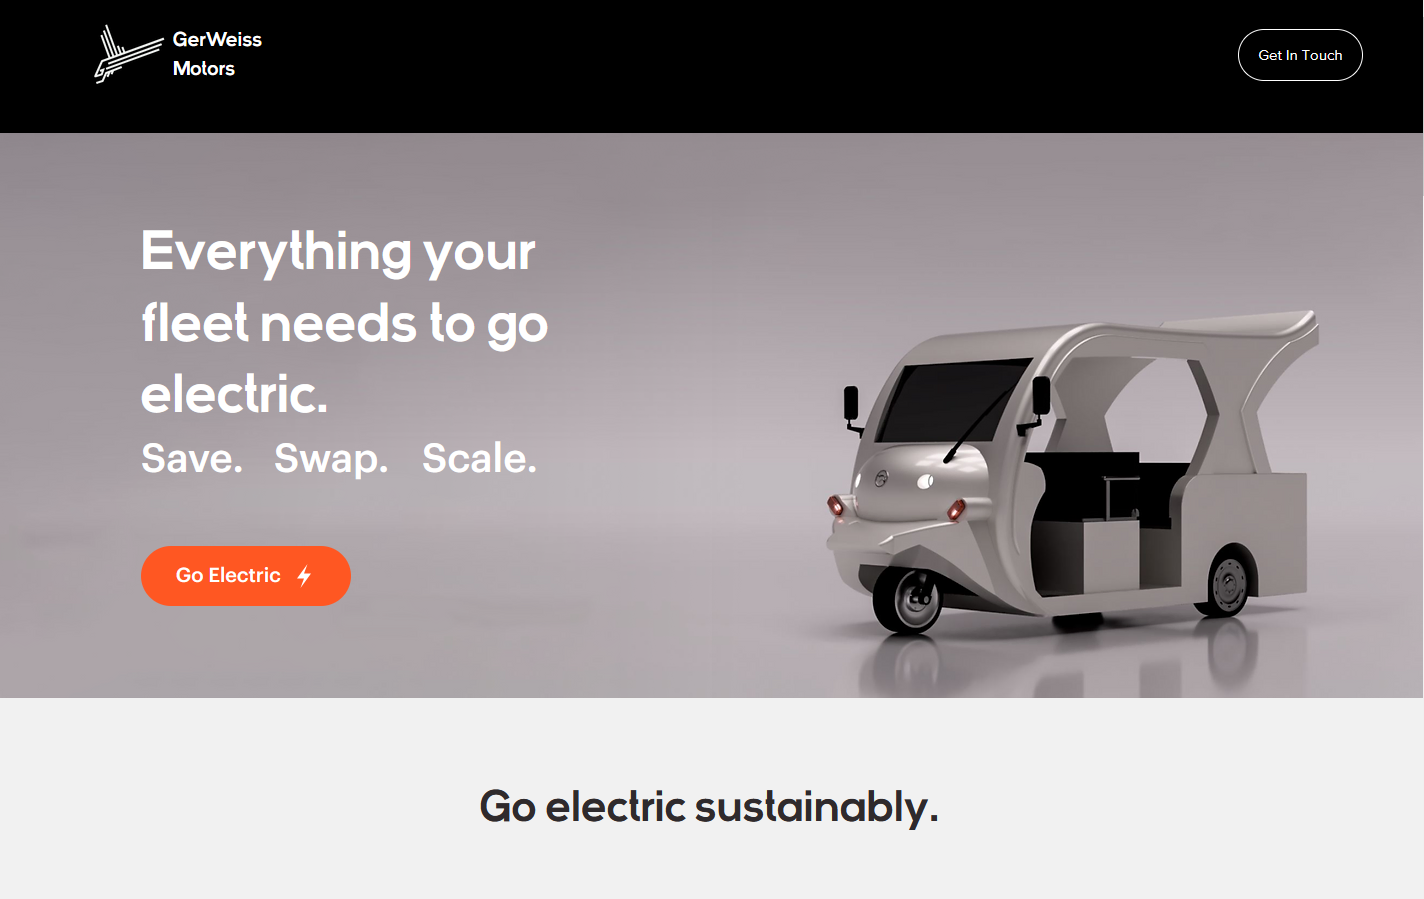 GerWeiss
Motors
Get In Touch
Everything your
fleet needs to go
electric.
Save. Swap. Scale.
Go Electric
Go electric sustainably.